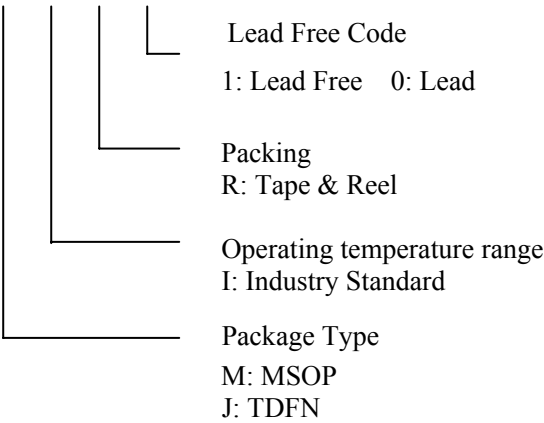 Lead Free Code
1: Lead Free 0: Lead
Packing
R: Tape & Reel
Operating temperature range
I: Industry Standard
Package Type
M: MSOP
J: TDFN